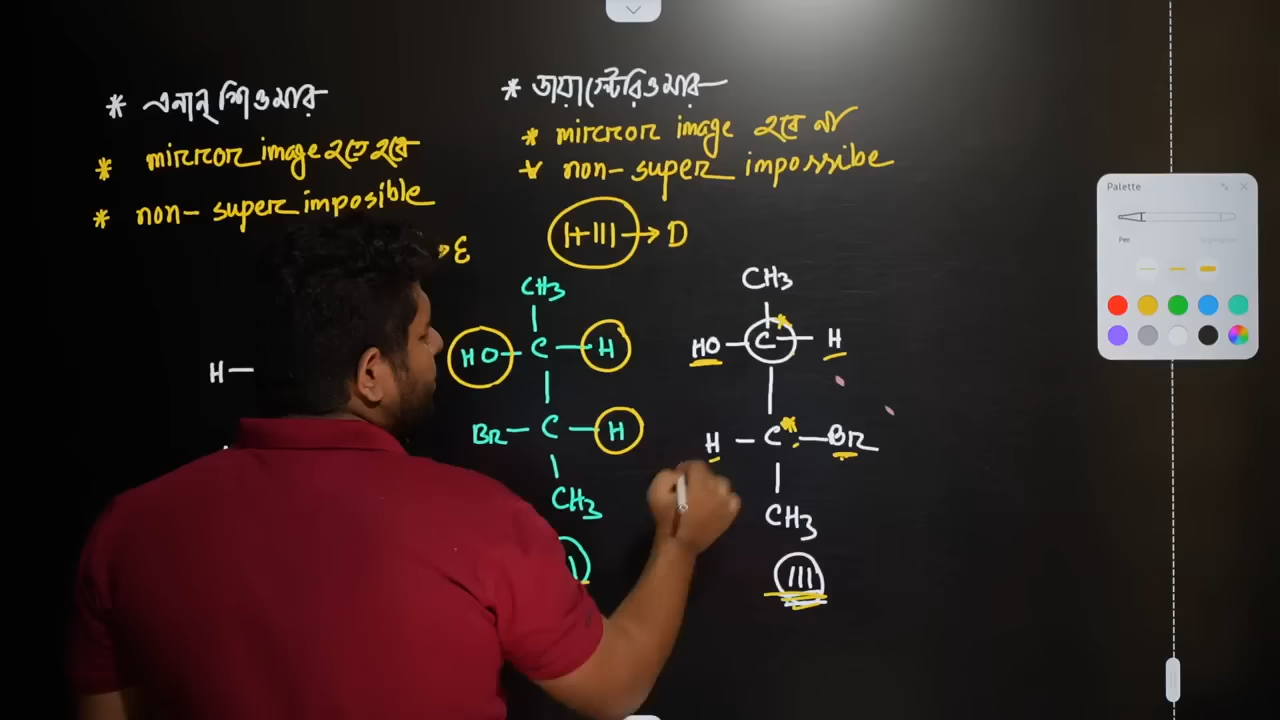 * এনানশিওমার
* mirror image হতে হবে
* non-super imposible
* ডায়াস্টেরিওমার
* mirror image হবে না
* non-super impossibe
→ E
I+III → D
H—
CH3
HO—C—H
Br—C—H
CH3
CH3
HO—C*—H
H—C*—Br
CH3
III
Palette
Pen